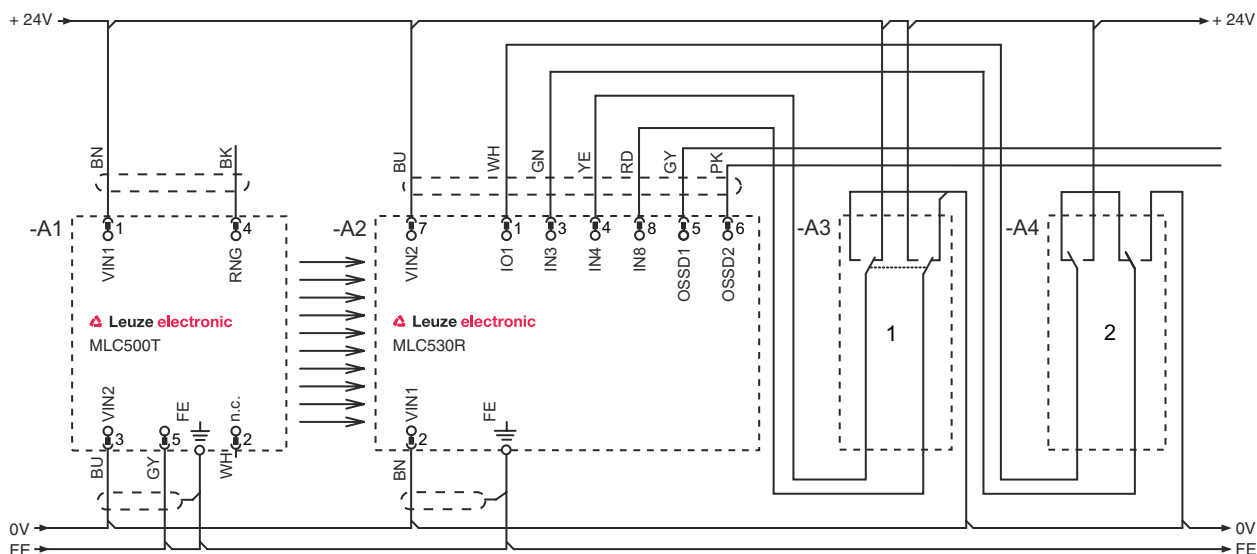 + 24V + 24V
BN BK BU WH GN YE RD GY PK
-A1 1 4 -A2 7 1 3 4 8 5 6 -A3 -A4
VIN1 RNG VIN2 IO1 IN3 IN4 IN8 OSSD1 OSSD2
Leuze electronic Leuze electronic
MLC500T MLC530R
1 2
VIN2 FE n.c. VIN1 FE
3 5 2 2
BU GY WH BN
0V 0V
FE FE